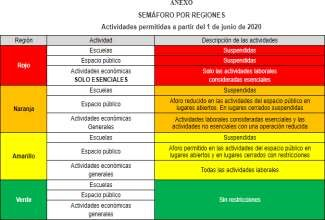 ANEXO
SEMÁFORO POR REGIONES
Actividades permitidas a partir del 1 de junio de 2020
Región Actividad Descripción de las actividades
Rojo
Escuelas Suspendidas
Espacio público Suspendidas
Actividades económicas
SOLO ESENCIALES
Solo las actividades laborales
consideradas esenciales
Naranja
Escuelas Suspendidas
Espacio público
Aforo reducido en las actividades del espacio público en
lugares abiertos. En lugares cerrados suspendidas
Actividades económicas
Generales
Actividades laborales consideradas esenciales y las
actividades no esenciales con una operación reducida
Amarillo
Escuelas Suspendidas
Espacio público
Aforo permitido en las actividades del espacio público en
lugares abiertos y en lugares cerrados con restricciones
Actividades económicas
general
Todas las actividades laborales
Verde
Escuelas
Espacio público
Actividades económicas
general
Sin restricciones